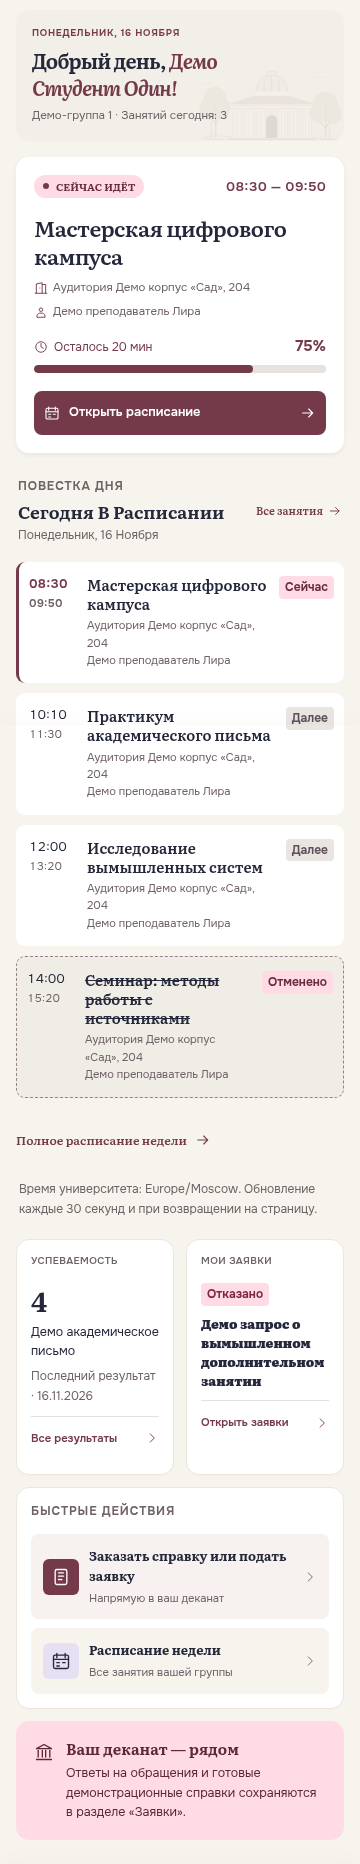 ПОНЕДЕЛЬНИК, 16 НОЯБРЯ
Добрый день, Демо
Студент Один!
Демо-группа 1 · Занятий сегодня: 3
СЕЙЧАС ИДЁТ
08:30 — 09:50
Мастерская цифрового
кампуса
Аудитория Демо корпус «Сад», 204
Демо преподаватель Лира
Осталось 20 мин
75%
Открыть расписание
ПОВЕСТКА ДНЯ
Сегодня В Расписании
Все занятия
Понедельник, 16 Ноября
08:30
09:50
Мастерская цифрового
кампуса
Аудитория Демо корпус «Сад»,
204
Демо преподаватель Лира
Сейчас
10:10
11:30
Практикум
академического письма
Аудитория Демо корпус «Сад»,
204
Демо преподаватель Лира
Далее
12:00
13:20
Исследование
вымышленных систем
Аудитория Демо корпус «Сад»,
204
Демо преподаватель Лира
Далее
14:00
15:20
Семинар: методы
работы с
источниками
Аудитория Демо корпус
«Сад», 204
Демо преподаватель Лира
Отменено
Полное расписание недели
Время университета: Europe/Moscow. Обновление
каждые 30 секунд и при возвращении на страницу.
УСПЕВАЕМОСТЬ
4
Демо академическое
письмо
Последний результат
· 16.11.2026
Все результаты
МОИ ЗАЯВКИ
Отказано
Демо запрос о
вымышленном
дополнительном
занятии
Открыть заявки
БЫСТРЫЕ ДЕЙСТВИЯ
Заказать справку или подать
заявку
Напрямую в ваш деканат
Расписание недели
Все занятия вашей группы
Ваш деканат — рядом
Ответы на обращения и готовые
демонстрационные справки сохраняются
в разделе «Заявки».